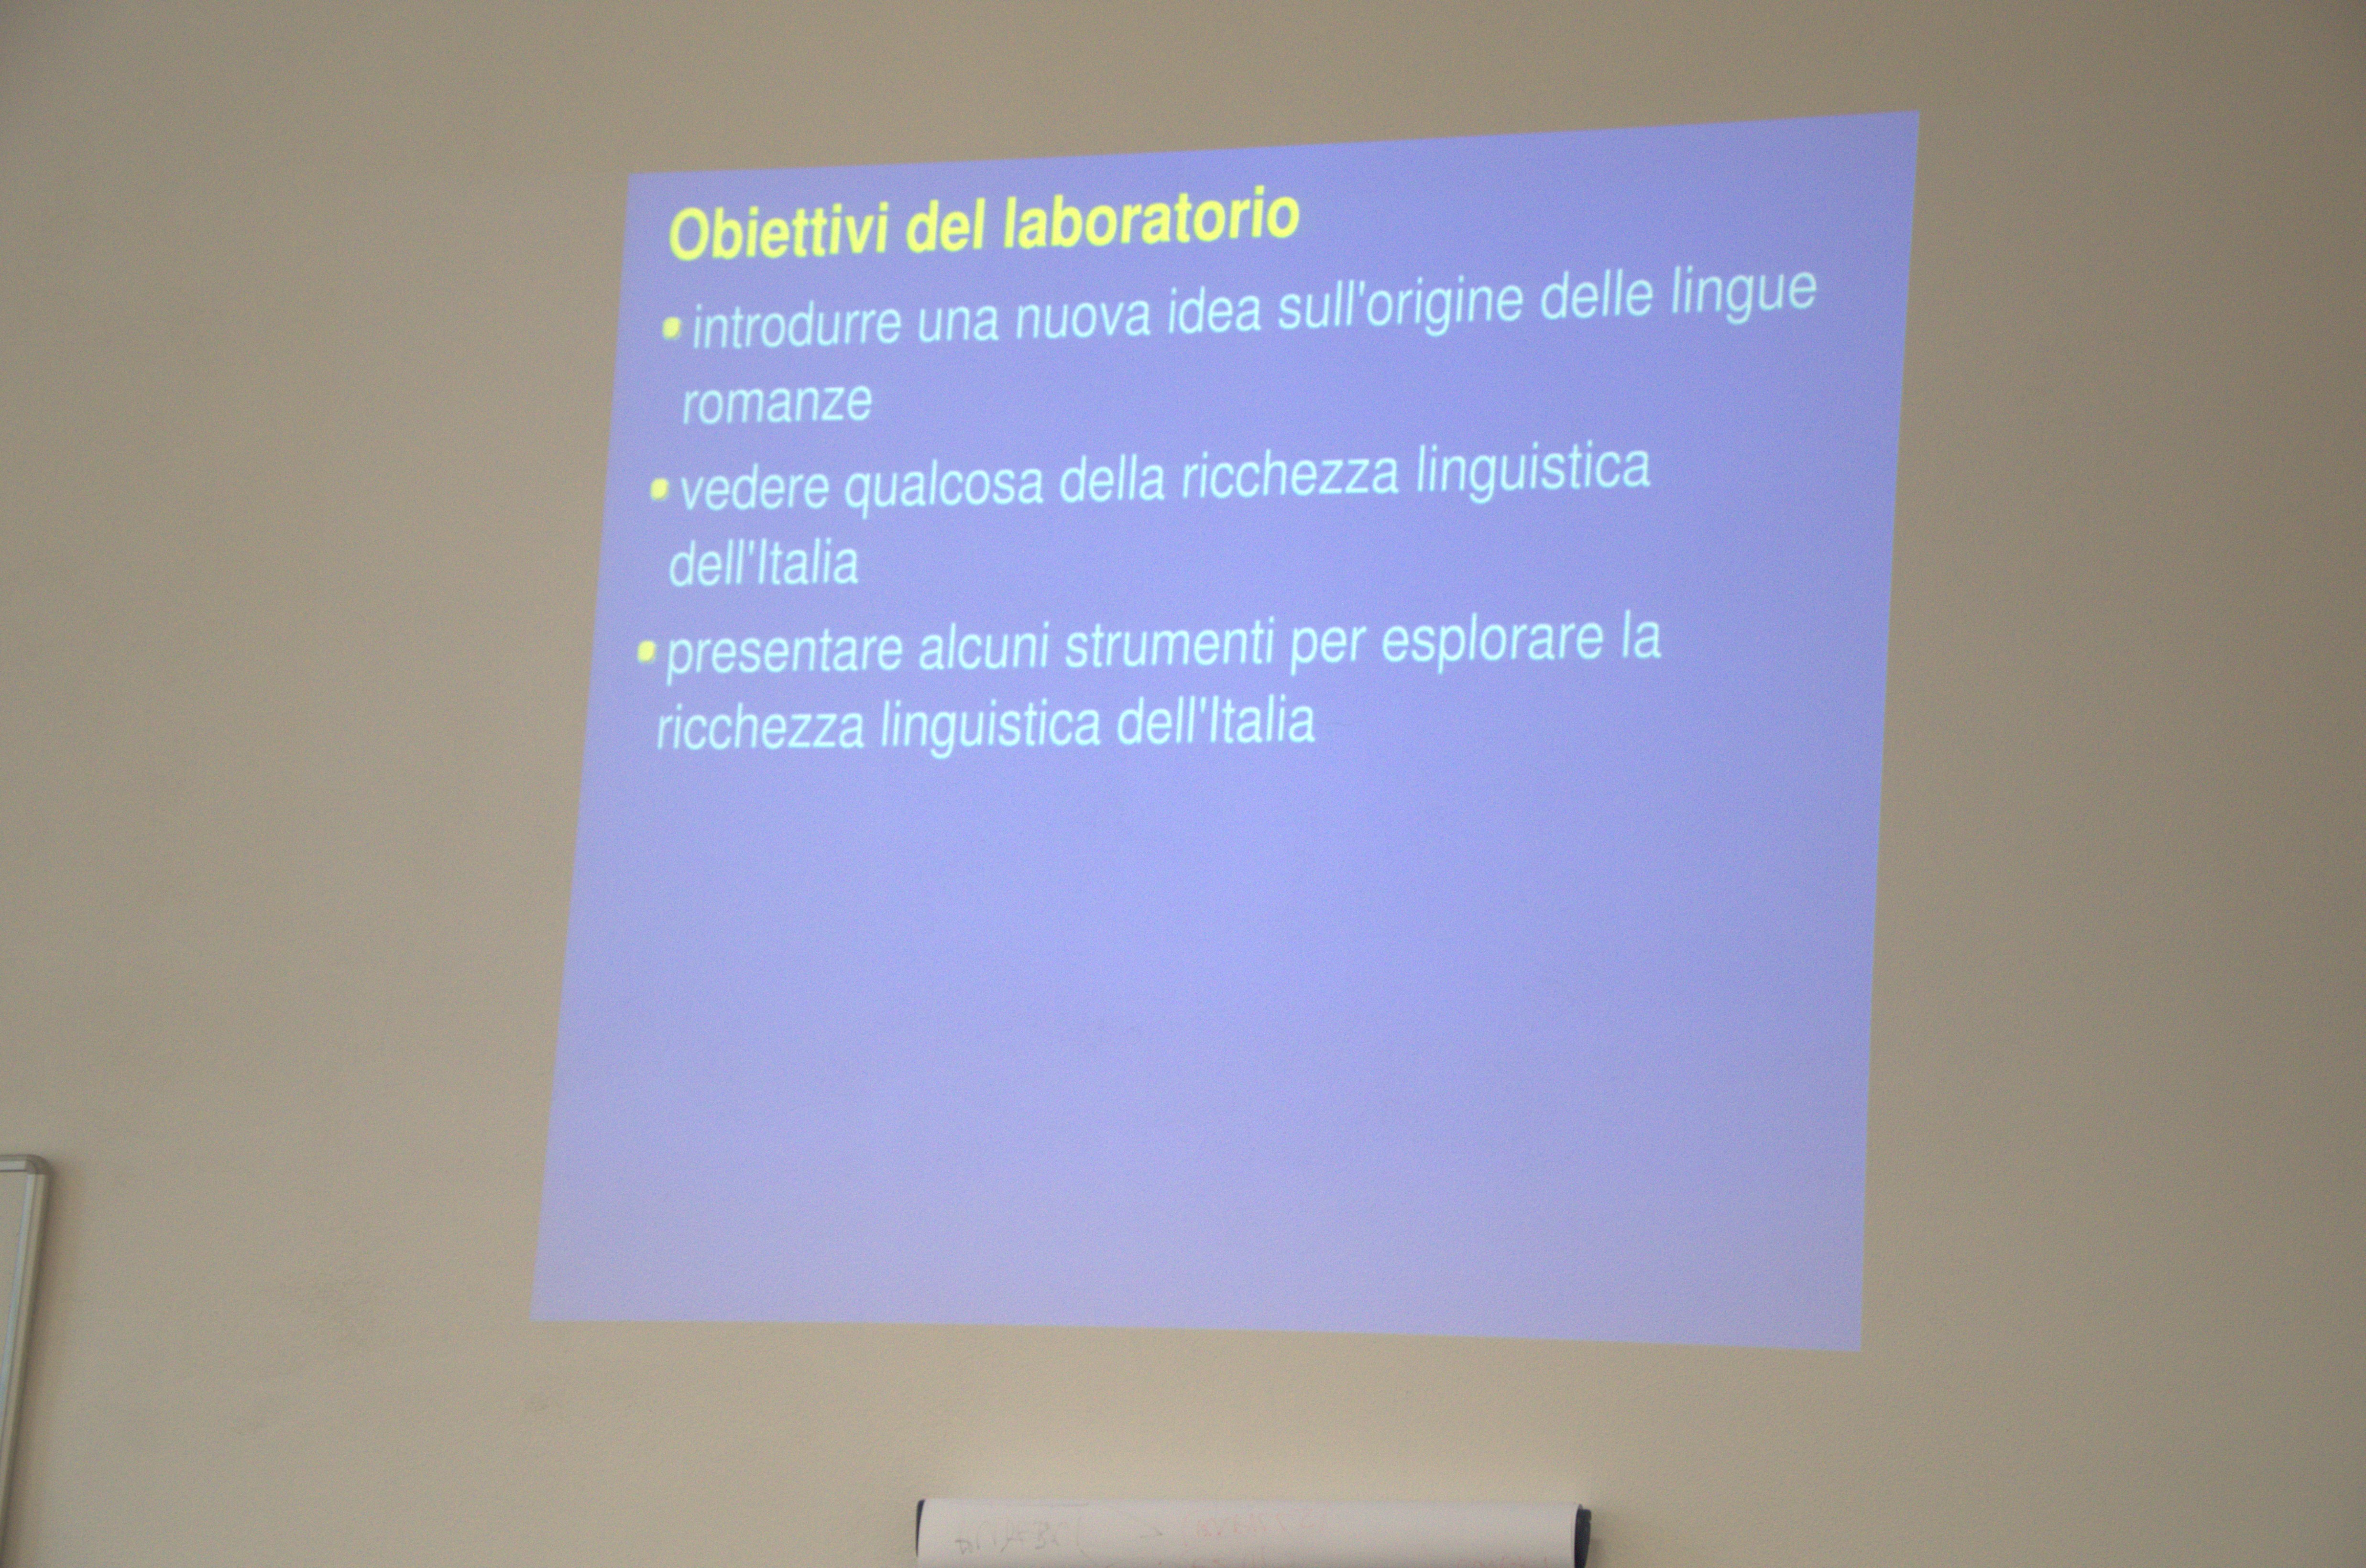 Obiettivi del laboratorio
introdurre una nuova idea sull'origine delle lingue
romanze
vedere qualcosa della ricchezza linguistica
dell'Italia
presentare alcuni strumenti per esplorare la
ricchezza linguistica dell'Italia